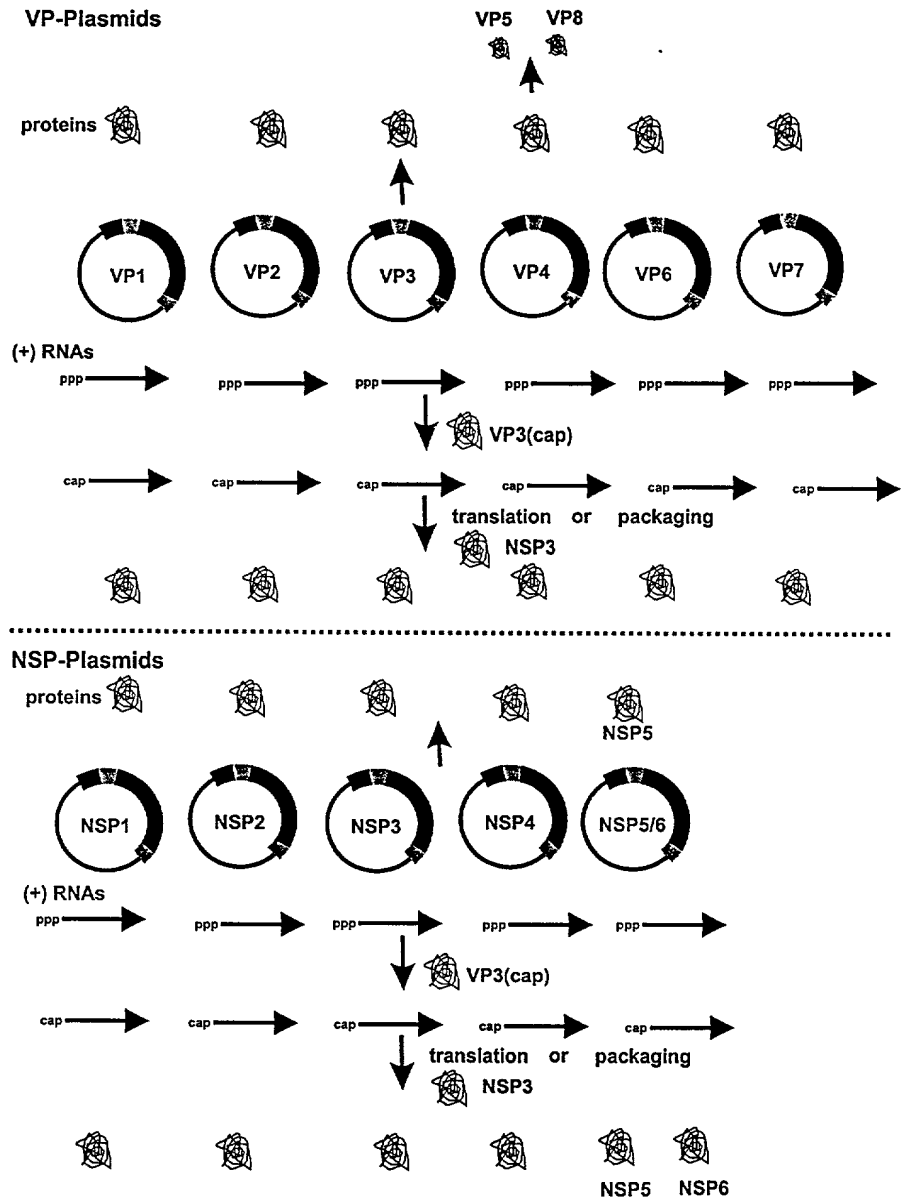 VP-Plasmids
VP5 VP8
proteins
VP1 VP2 VP3 VP4 VP6 VP7
(+) RNAs
ppp ppp ppp ppp ppp ppp
VP3(cap)
cap cap cap cap cap cap
translation or packaging
NSP3
NSP-Plasmids
proteins
NSP5
NSP1 NSP2 NSP3 NSP4 NSP5/6
(+) RNAs
ppp ppp ppp ppp ppp
VP3(cap)
cap cap cap cap cap
translation or packaging
NSP3
NSP5 NSP6